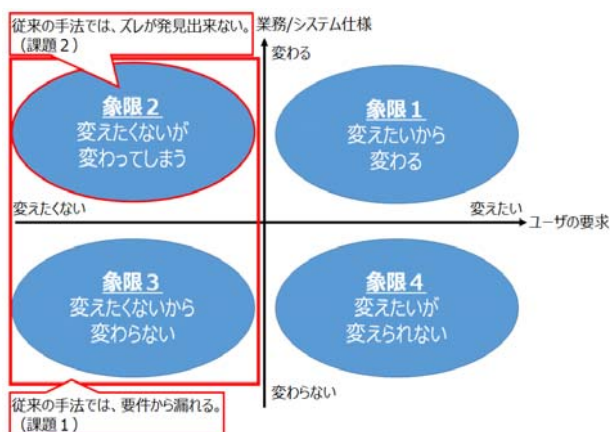 従来の手法では、ズレが発見出来ない。
(課題2)
業務/システム仕様
変わる
象限2
変えたくないが
変わってしまう
象限1
変えたいから
変わる
変えたくない
変えたい
ユーザの要求
象限3
変えたくないから
変わらない
象限4
変えたいが
変えられない
変わらない
従来の手法では、要件から漏れる。
(課題1)